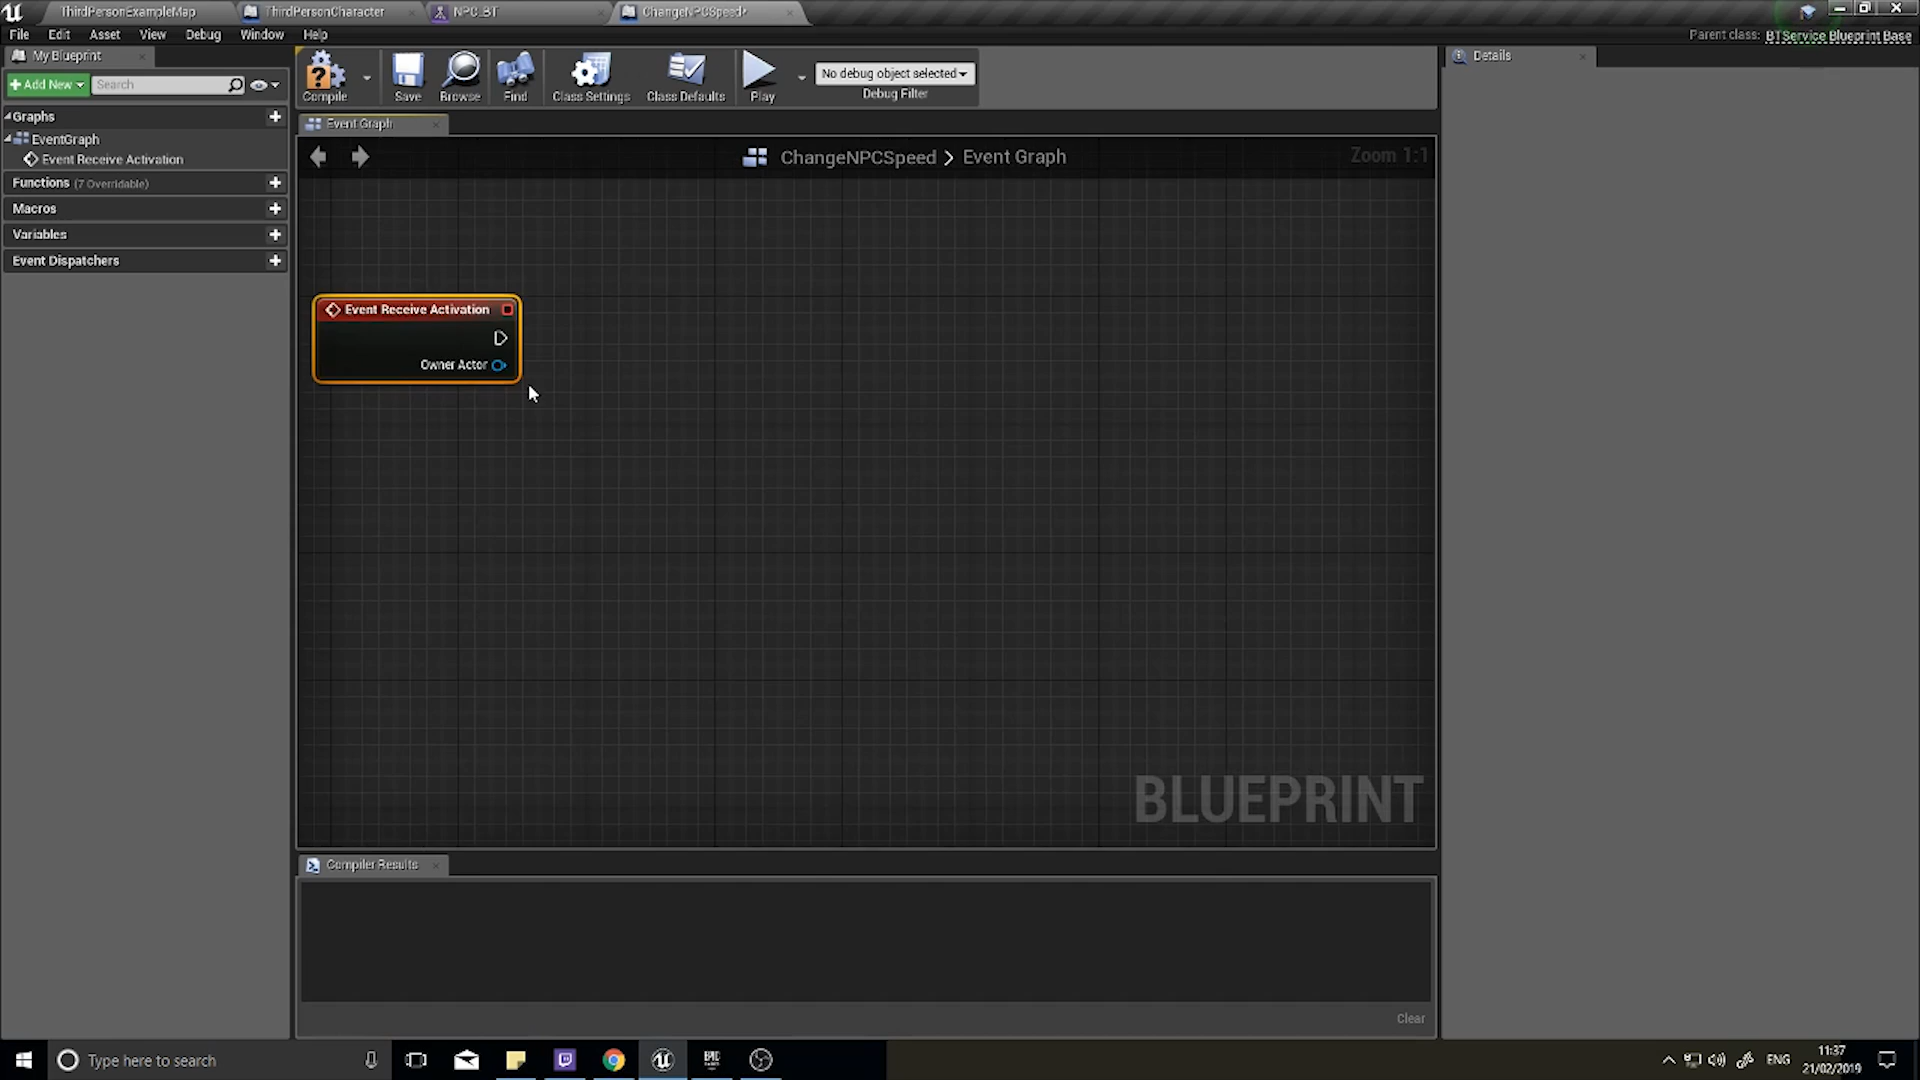 ThirdPersonExampleMap
ThirdPersonCharacter
NPC_BT
ChangeNPCSpeed*
File Edit Asset View Debug Window Help
Parent class: BTService Blueprint Base
My Blueprint
Details
+Add New
Search
Compile
Save
Browse
Find
Class Settings
Class Defaults
Play
No debug object selected
Debug Filter
Graphs
EventGraph
Event Receive Activation
Functions (7 Overridable)
Macros
Variables
Event Dispatchers
Event Graph
ChangeNPCSpeed > Event Graph
Zoom 1:1
Event Receive Activation
Owner Actor
BLUEPRINT
Compiler Results
Clear
Type here to search
ENG
11:37
21/02/2019